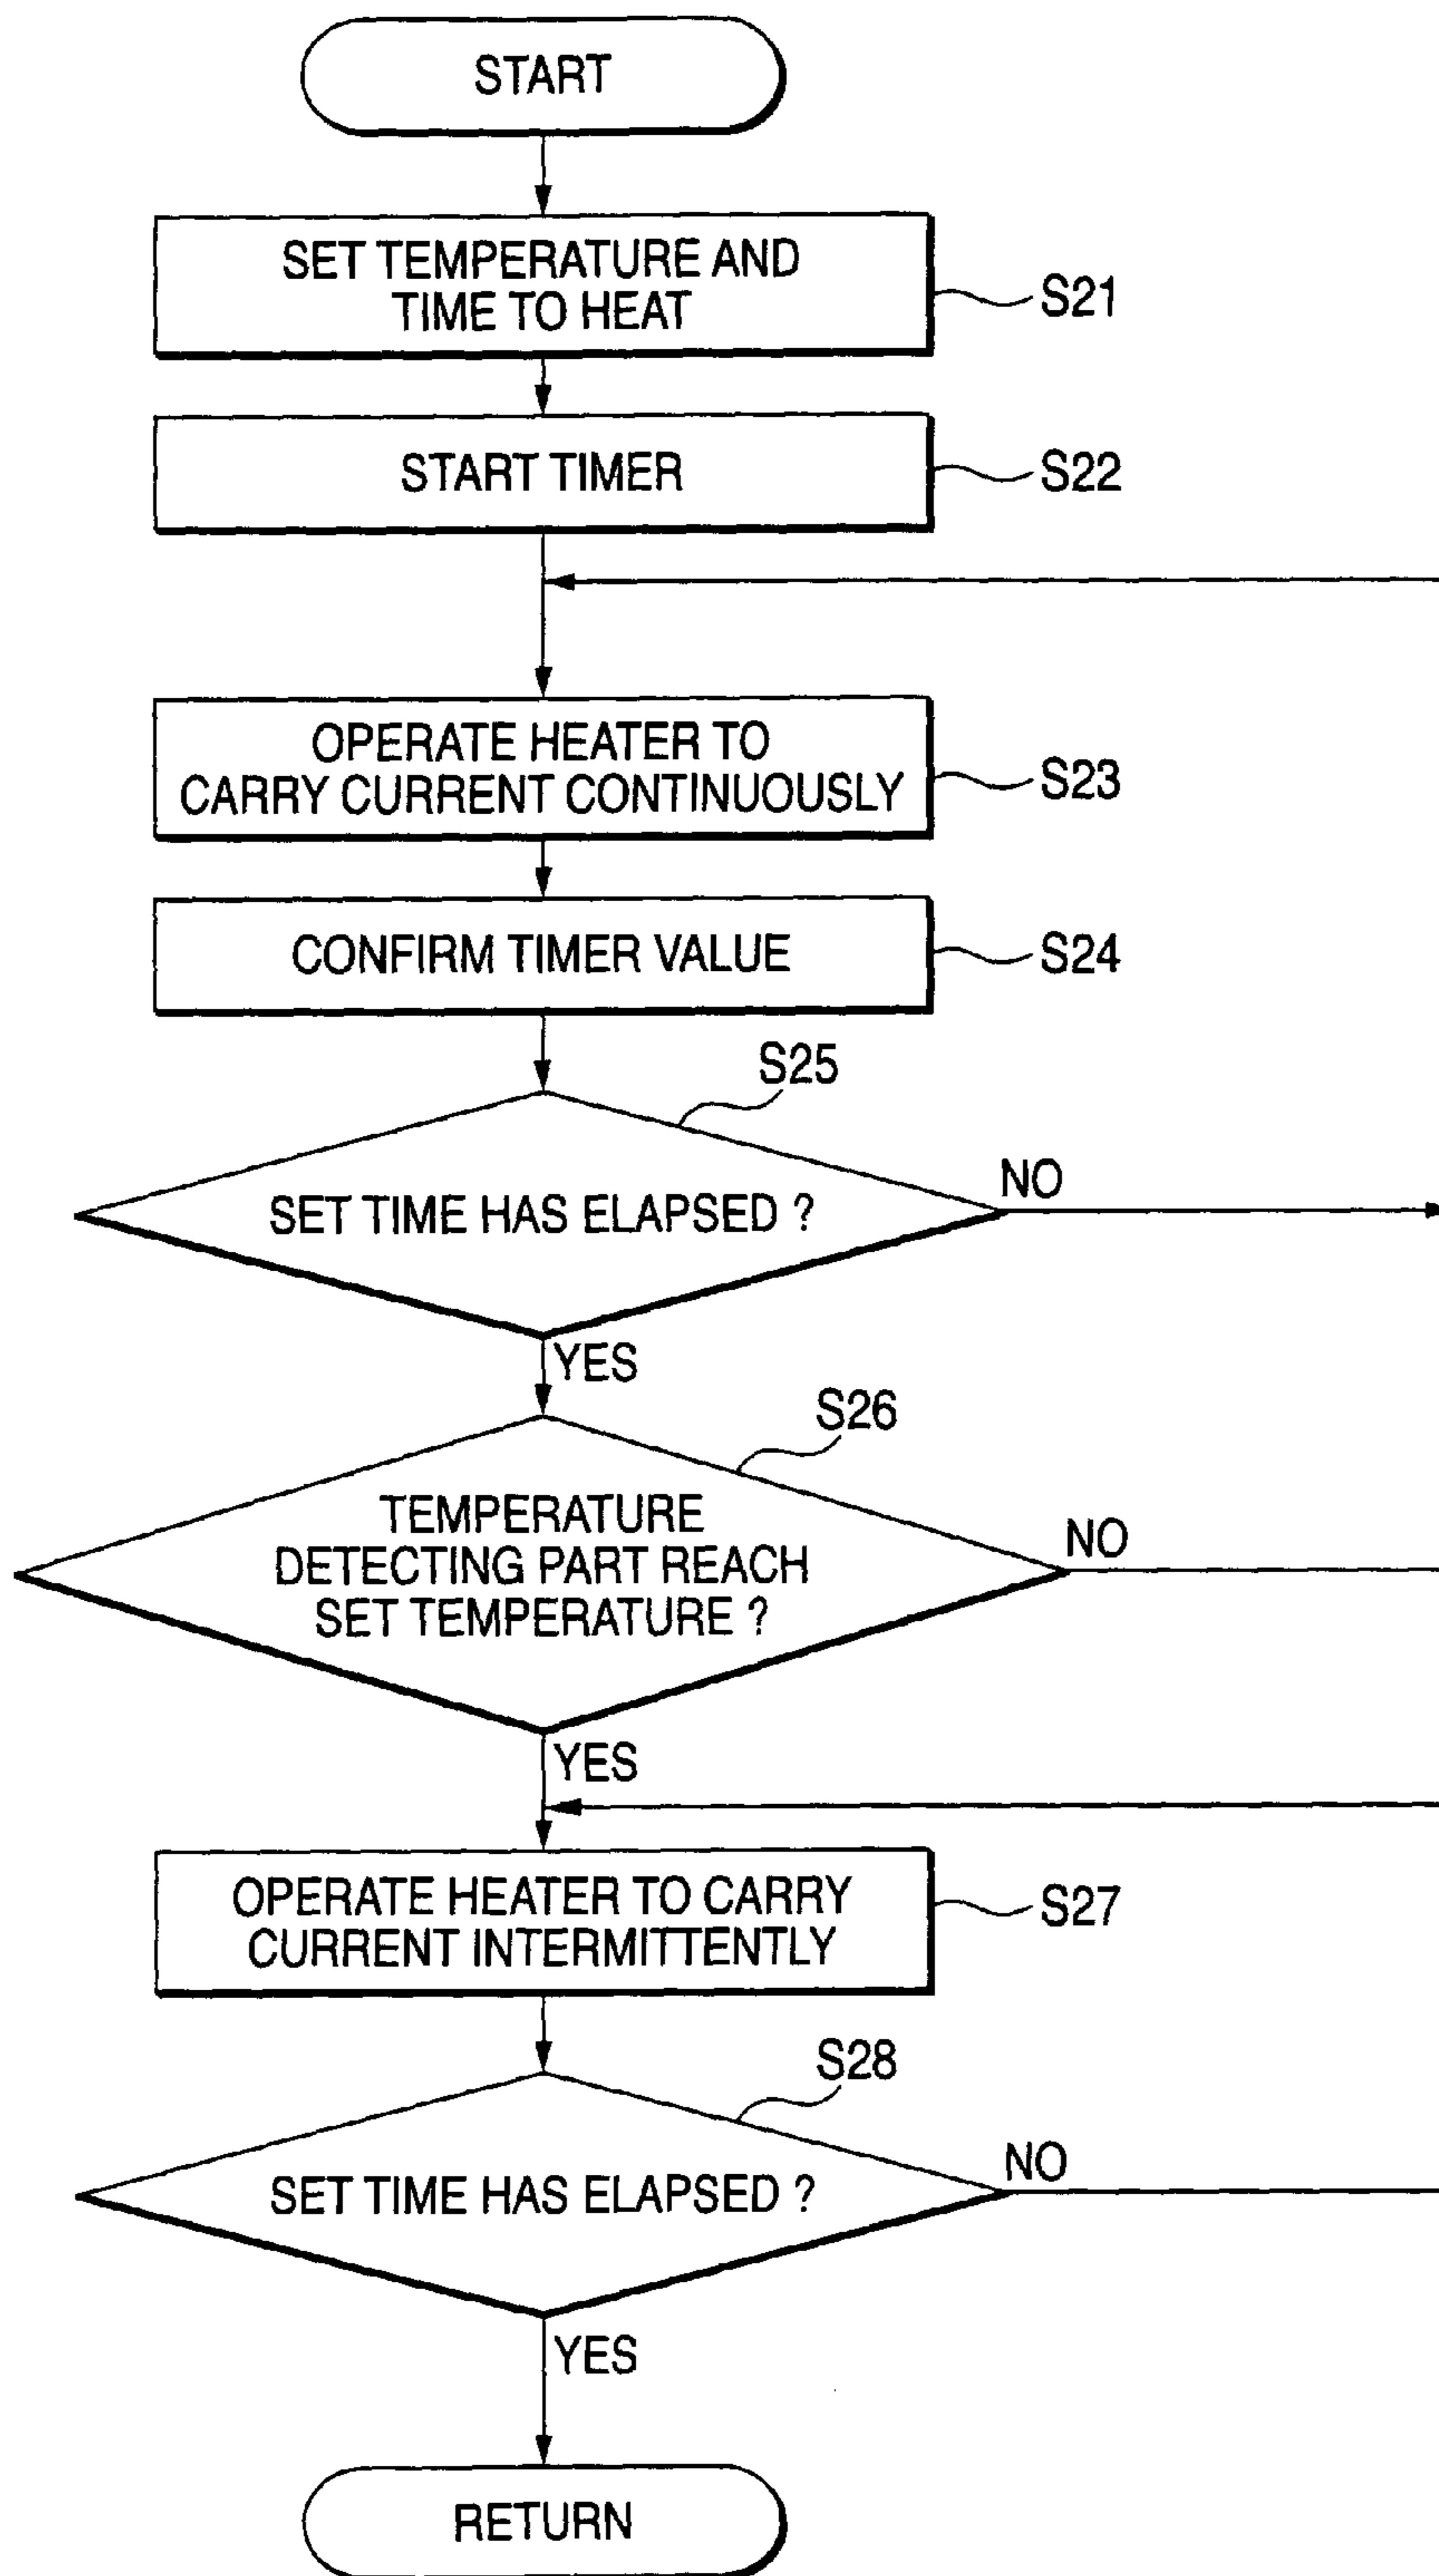 START
SET TEMPERATURE AND
TIME TO HEAT
S21
START TIMER
S22
OPERATE HEATER TO
CARRY CURRENT CONTINUOUSLY
S23
CONFIRM TIMER VALUE
S24
S25
SET TIME HAS ELAPSED ?
NO
YES
S26
TEMPERATURE
DETECTING PART REACH
SET TEMPERATURE ?
NO
YES
OPERATE HEATER TO CARRY
CURRENT INTERMITTENTLY
S27
S28
SET TIME HAS ELAPSED ?
NO
YES
RETURN